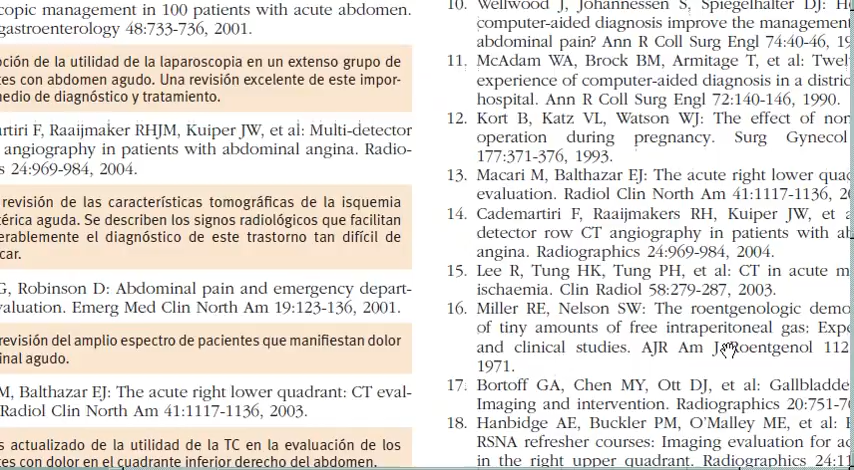 copic management in 100 patients with acute abdomen.
gastroenterology 48:733-736, 2001.
oción de la utilidad de la laparoscopia en un extenso grupo de
tes con abdomen agudo. Una revisión excelente de este impor-
medio de diagnóstico y tratamiento.
artiri F, Raaijmaker RHJM, Kuiper JW, et al: Multi-detector
angiography in patients with abdominal angina. Radio-
s 24:969-984, 2004.
revisión de las características tomográficas de la isquemia
térica aguda. Se describen los signos radiológicos que facilitan
erablemente el diagnóstico de este trastorno tan difícil de
car.
G, Robinson D: Abdominal pain and emergency depart-
valuation. Emerg Med Clin North Am 19:123-136, 2001.
revisión del amplio espectro de pacientes que manifiestan dolor
inal agudo.
M, Balthazar EJ: The acute right lower quadrant: CT eval-
Radiol Clin North Am 41:1117-1136, 2003.
s actualizado de la utilidad de la TC en la evaluación de los
tes con dolor en el cuadrante inferior derecho del abdomen.
10. Wellwood J, Johannessen S, Spiegelhalter DJ: H
computer-aided diagnosis improve the management
abdominal pain? Ann R Coll Surg Engl 74:40-46, 19
11. McAdam WA, Brock BM, Armitage T, et al: Twel
experience of computer-aided diagnosis in a distric
hospital. Ann R Coll Surg Engl 72:140-146, 1990.
12. Kort B, Katz VL, Watson WJ: The effect of non
operation during pregnancy. Surg Gynecol
177:371-376, 1993.
13. Macari M, Balthazar EJ: The acute right lower quad
evaluation. Radiol Clin North Am 41:1117-1136, 20
14. Cademartiri F, Raaijmakers RH, Kuiper JW, et a
detector row CT angiography in patients with ab
angina. Radiographics 24:969-984, 2004.
15. Lee R, Tung HK, Tung PH, et al: CT in acute m
ischaemia. Clin Radiol 58:279-287, 2003.
16. Miller RE, Nelson SW: The roentgenologic demo
of tiny amounts of free intraperitoneal gas: Expe
and clinical studies. AJR Am J Roentgenol 112
1971.
17. Bortoff GA, Chen MY, Ott DJ, et al: Gallbladde
Imaging and intervention. Radiographics 20:751-76
18. Hanbidge AE, Buckler PM, O'Malley ME, et al:
RSNA refresher courses: Imaging evaluation for ac
in the right upper quadrant. Radiographics 24:11